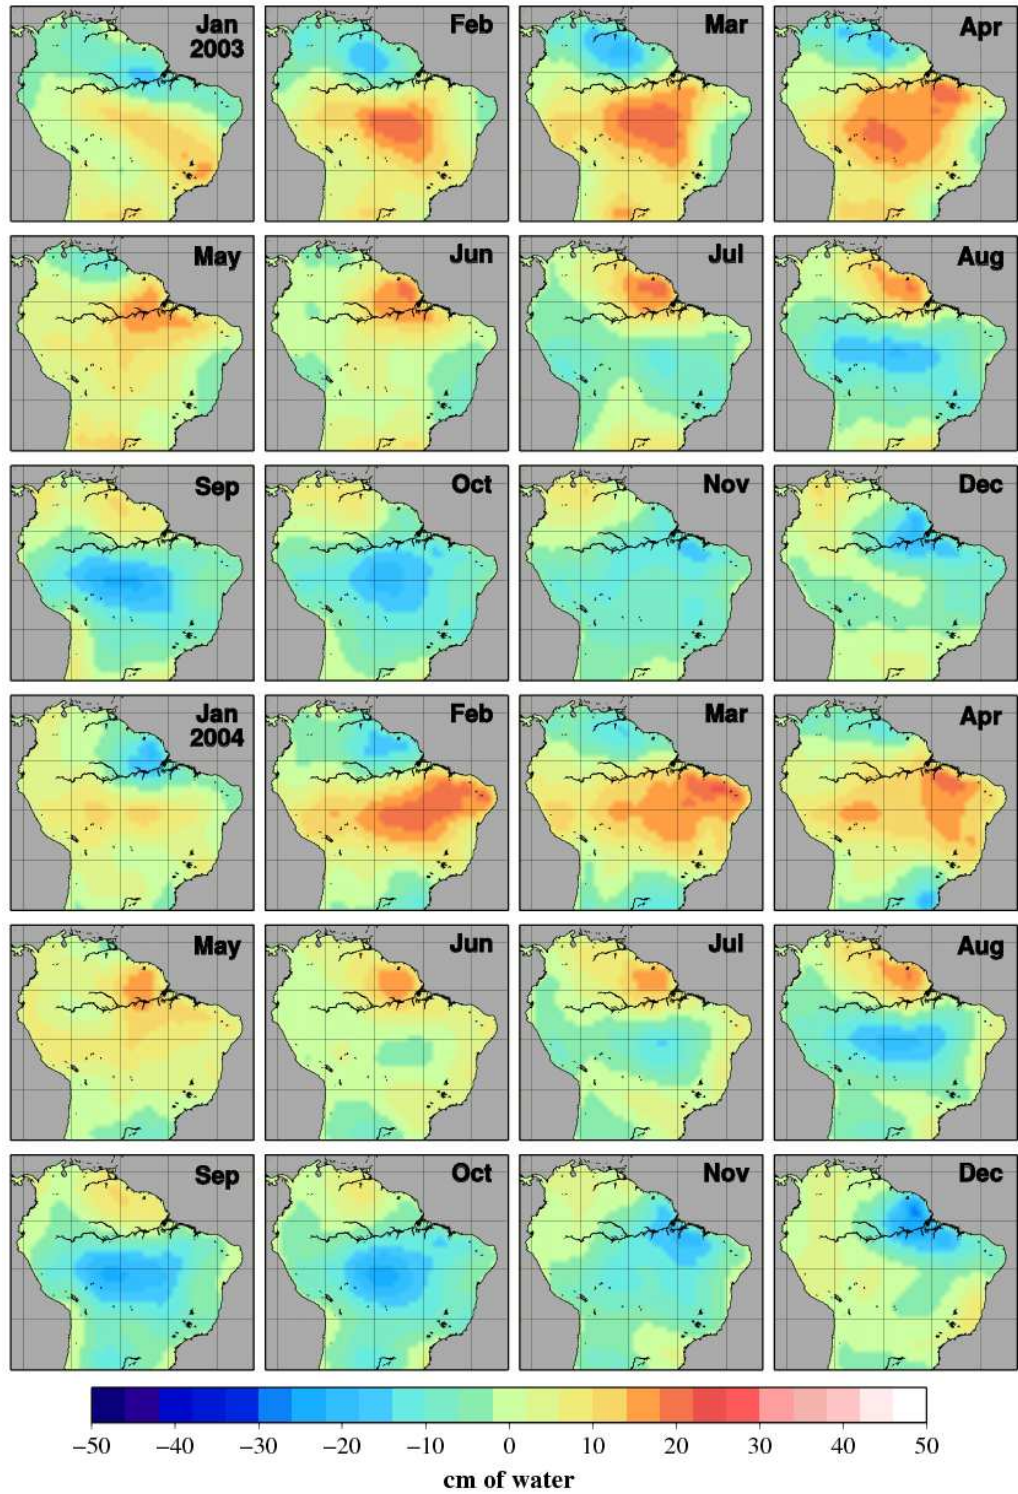 Jan Feb Mar Apr
2003
May Jun Jul Aug
Sep Oct Nov Dec
Jan Feb Mar Apr
2004
May Jun Jul Aug
Sep Oct Nov Dec
−50 −40 −30 −20 −10 0 10 20 30 40 50
cm of water